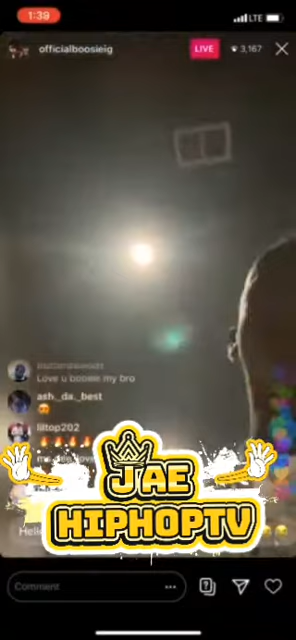 1:39
LTE
officialboosieig
LIVE
3,167
Love u boosie my bro
ash._da._best
liltop202
JAE
HIPHOPTV
Comment